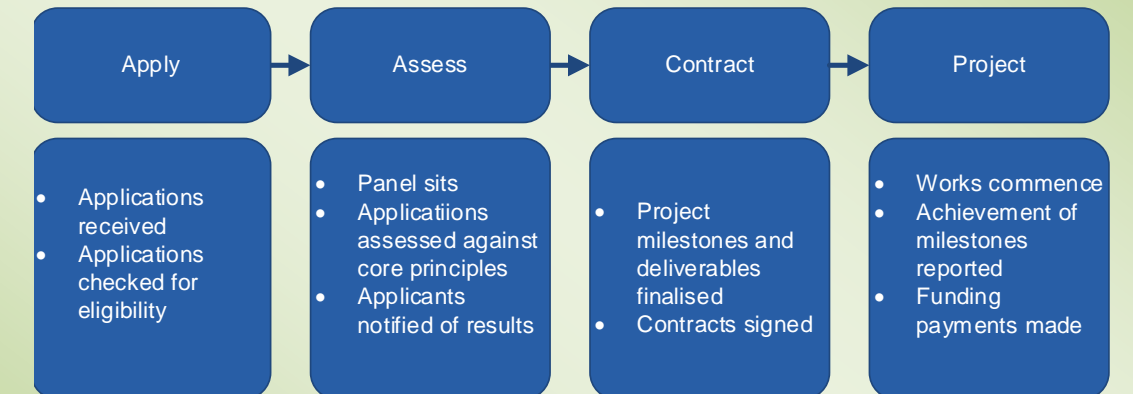 Apply
Assess
Contract
Project
• Applications
received
• Applications
checked for
eligibility
• Panel sits
• Applicatiions
assessed against
core principles
• Applicants
notified of results
• Project
milestones and
deliverables
finalised
• Contracts signed
• Works commence
• Achievement of
milestones
reported
• Funding
payments made